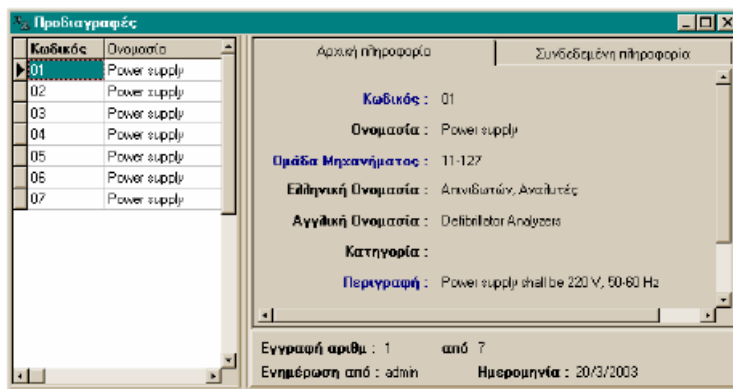 Προδιαγραφές
Κωδικός Ονομασία
01 Power supply
02 Power supply
03 Power supply
04 Power supply
05 Power supply
06 Power supply
07 Power supply
Αρχική πληροφορία Συνδεδεμένη πληροφορία
Κωδικός : 01
Ονομασία : Power supply
Ομάδα Μηχανήματος : 11-127
Ελληνική Ονομασία : Απινιδωτών, Αναλυτές
Αγγλική Ονομασία : Defibrillator Analyzers
Κατηγορία :
Περιγραφή : Power supply shall be 220 V, 50-60 Hz
Εγγραφή αριθμ : 1 από 7
Ενημέρωση από : admin Ημερομηνία : 20/3/2003